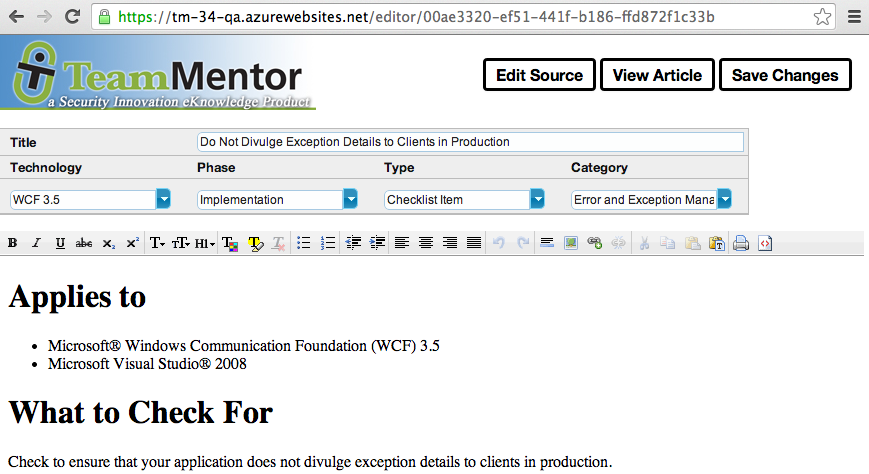 https://tm-34-qa.azurewebsites.net/editor/00ae3320-ef51-441f-b186-ffd872f1c33b
TeamMentor
a Security Innovation eKnowledge Product
Edit Source View Article Save Changes
Title Do Not Divulge Exception Details to Clients in Production
Technology Phase Type Category
WCF 3.5 Implementation Checklist Item Error and Exception Mana
B I U abc x₂ x² T T H1 T T T
Applies to
• Microsoft® Windows Communication Foundation (WCF) 3.5
• Microsoft Visual Studio® 2008
What to Check For
Check to ensure that your application does not divulge exception details to clients in production.